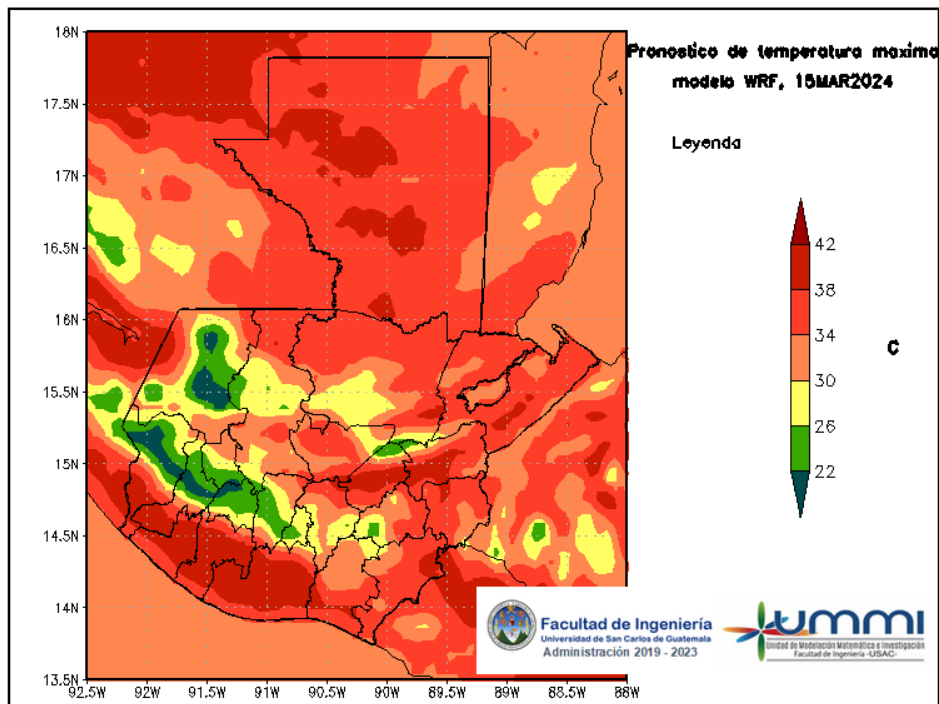 Pronostico de temperatura maxima
modelo WRF, 15MAR2024
Leyenda
42
38
34
30
26
22
C
18N
17.5N
17N
16.5N
16N
15.5N
15N
14.5N
14N
13.5N
92.5W 92W 91.5W 91W 90.5W 90W 89.5W 89W 88.5W 88W
Facultad de Ingeniería
Universidad de San Carlos de Guatemala
Administración 2019 - 2023
UMMI
Unidad de Modelación Matemática e Investigación
Facultad de Ingeniería -USAC-